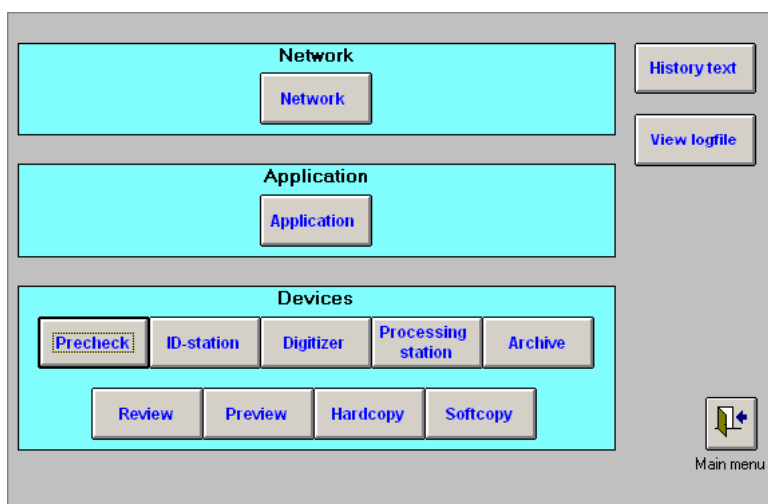 Network
Network
History text
View logfile
Application
Application
Devices
Precheck
ID-station
Digitizer
Processing
station
Archive
Review
Preview
Hardcopy
Softcopy
Main menu